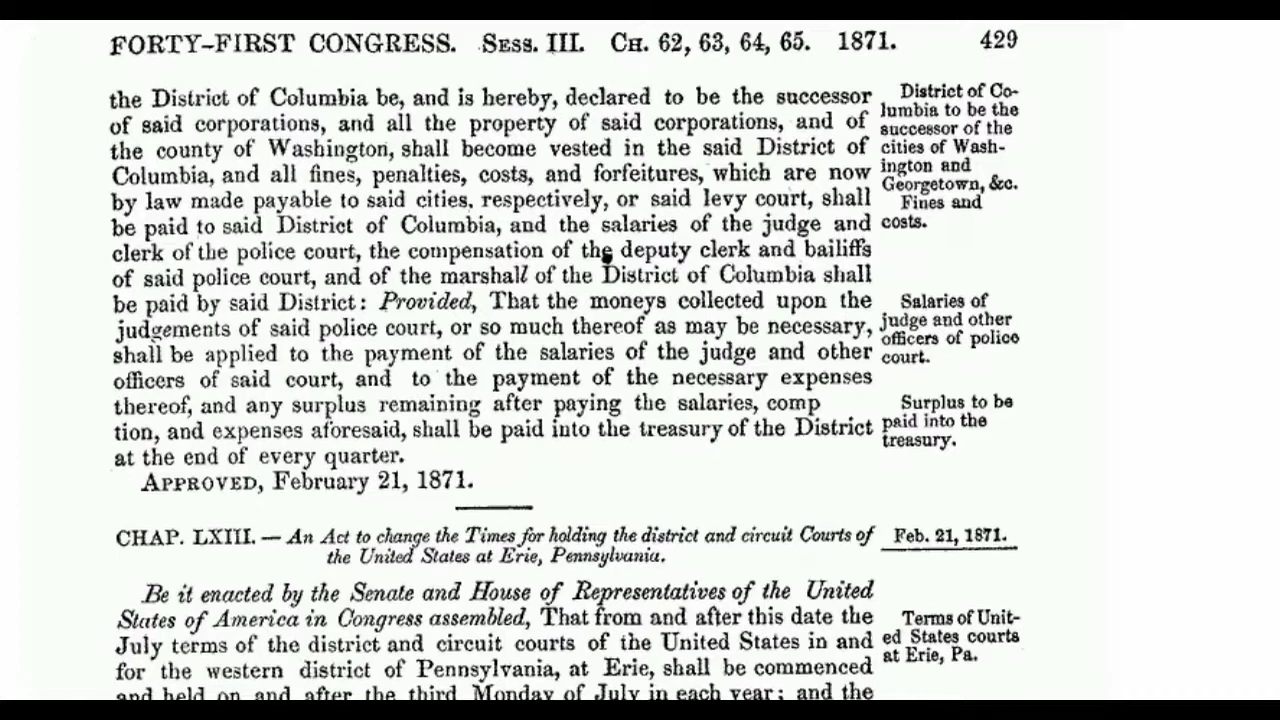 FORTY-FIRST CONGRESS. SESS. III. CH. 62, 63, 64, 65. 1871. 429
the District of Columbia be, and is hereby, declared to be the successor
of said corporations, and all the property of said corporations, and of
the county of Washington, shall become vested in the said District of
Columbia, and all fines, penalties, costs, and forfeitures, which are now
by law made payable to said cities, respectively, or said levy court, shall
be paid to said District of Columbia, and the salaries of the judge and
clerk of the police court, the compensation of the deputy clerk and bailiffs
of said police court, and of the marshall of the District of Columbia shall
be paid by said District: Provided, That the moneys collected upon the
judgements of said police court, or so much thereof as may be necessary,
shall be applied to the payment of the salaries of the judge and other
officers of said court, and to the payment of the necessary expenses
thereof, and any surplus remaining after paying the salaries, comp
tion, and expenses aforesaid, shall be paid into the treasury of the District
at the end of every quarter.
APPROVED, February 21, 1871.
District of Co-
lumbia to be the
successor of the
cities of Wash-
ington and
Georgetown, &c.
Fines and
costs.
Salaries of
judge and other
officers of police
court.
Surplus to be
paid into the
treasury.
CHAP. LXIII. — An Act to change the Times for holding the district and circuit Courts of
the United States at Erie, Pennsylvania.
Feb. 21, 1871.
Be it enacted by the Senate and House of Representatives of the United
States of America in Congress assembled, That from and after this date the
July terms of the district and circuit courts of the United States in and
for the western district of Pennsylvania, at Erie, shall be commenced
and held on and after the third Monday of July in each year; and the
Terms of Unit-
ed States courts
at Erie, Pa.